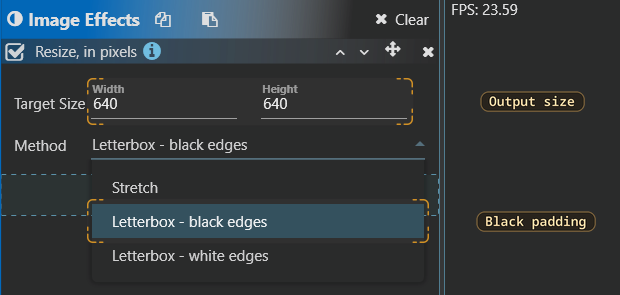 Image Effects
Clear
FPS: 23.59
Resize, in pixels
Target Size
Width
640
Height
640
Output size
Method
Letterbox - black edges
Stretch
Letterbox - black edges
Black padding
Letterbox - white edges